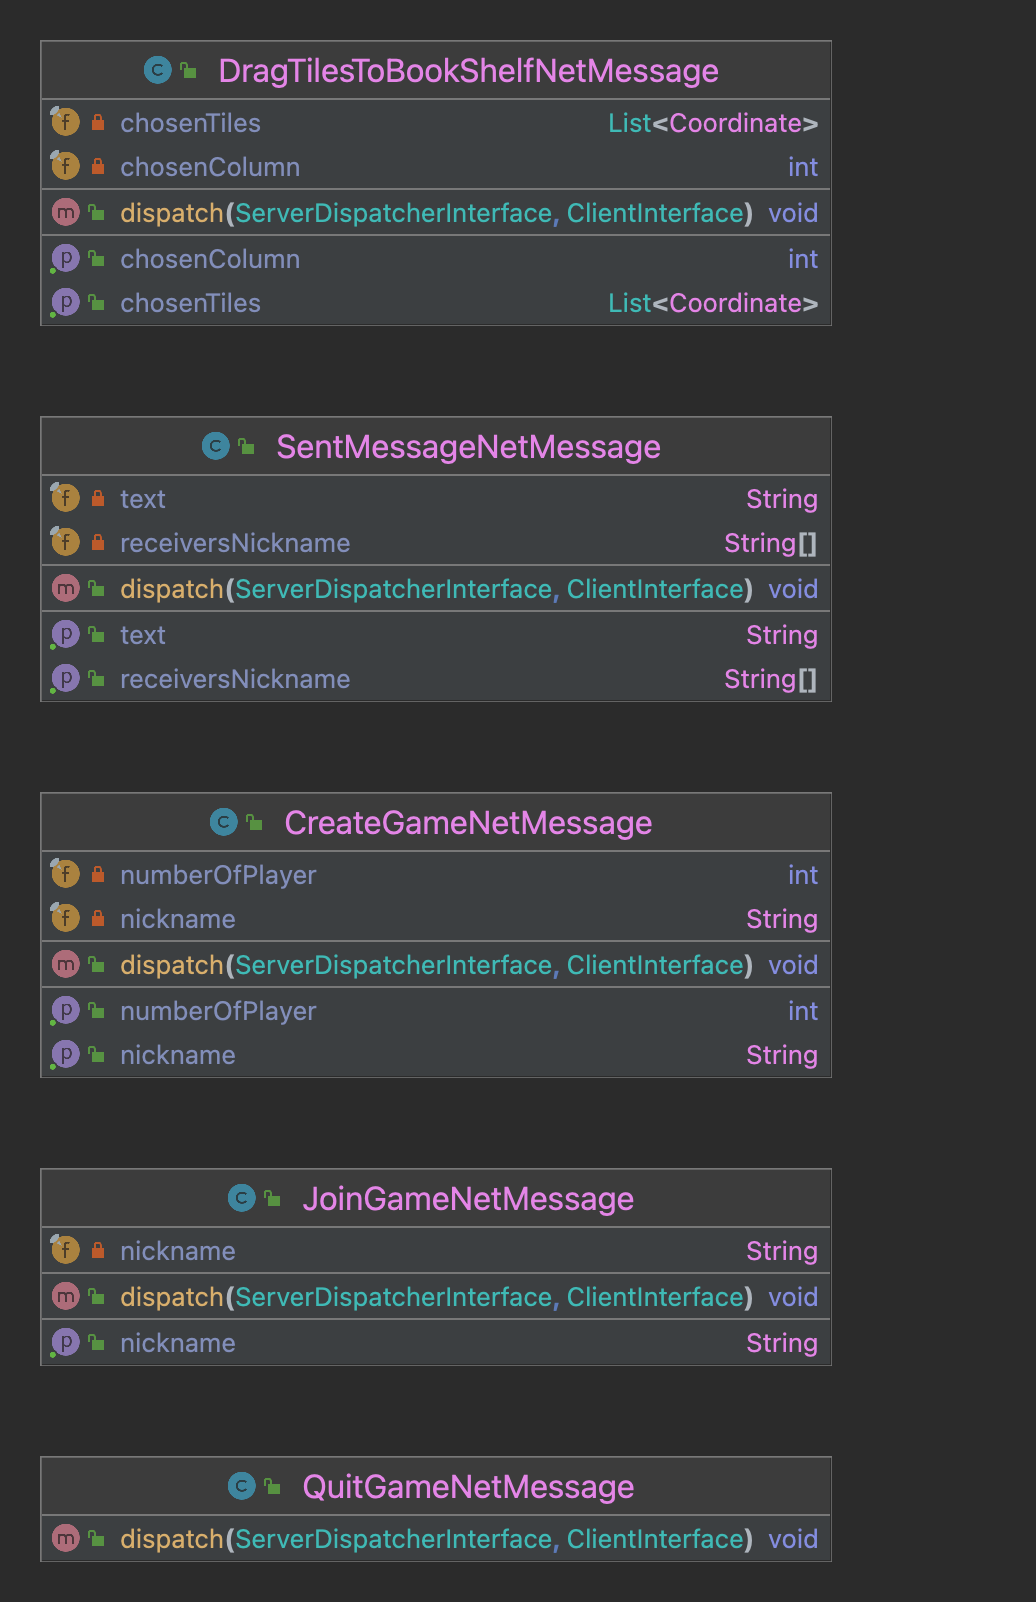 DragTilesToBookShelfNetMessage
chosenTiles List<Coordinate>
chosenColumn int
dispatch(ServerDispatcherInterface, ClientInterface) void
chosenColumn int
chosenTiles List<Coordinate>
SentMessageNetMessage
text String
receiversNickname String[]
dispatch(ServerDispatcherInterface, ClientInterface) void
text String
receiversNickname String[]
CreateGameNetMessage
numberOfPlayer int
nickname String
dispatch(ServerDispatcherInterface, ClientInterface) void
numberOfPlayer int
nickname String
JoinGameNetMessage
nickname String
dispatch(ServerDispatcherInterface, ClientInterface) void
nickname String
QuitGameNetMessage
dispatch(ServerDispatcherInterface, ClientInterface) void